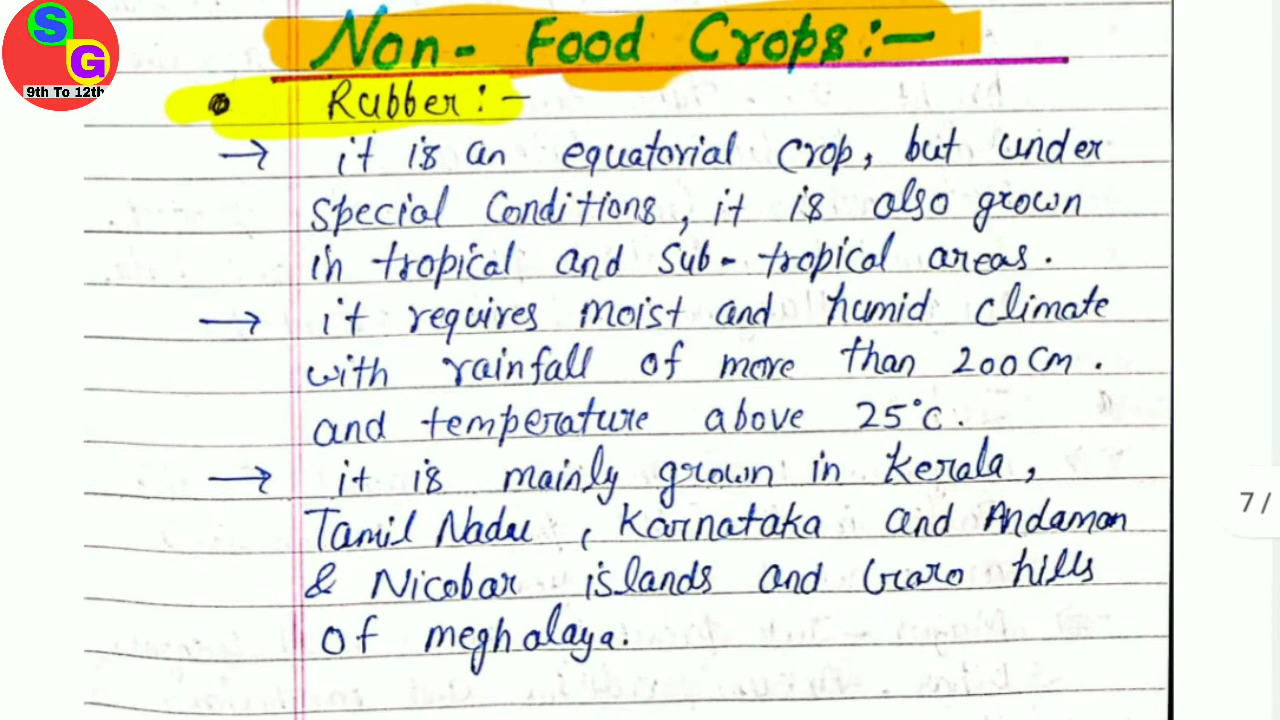 SG
9th To 12th
Non- Food Crops:-
• Rubber:-
→ it is an equatorial crop, but under
special conditions, it is also grown
in tropical and sub-tropical areas.
→ it requires moist and humid climate
with rainfall of more than 200 cm.
and temperature above 25°C.
→ it is mainly grown in Kerala,
Tamil Nadu, Karnataka and Andaman
& Nicobar islands and Garo hills
of meghalaya.
7/